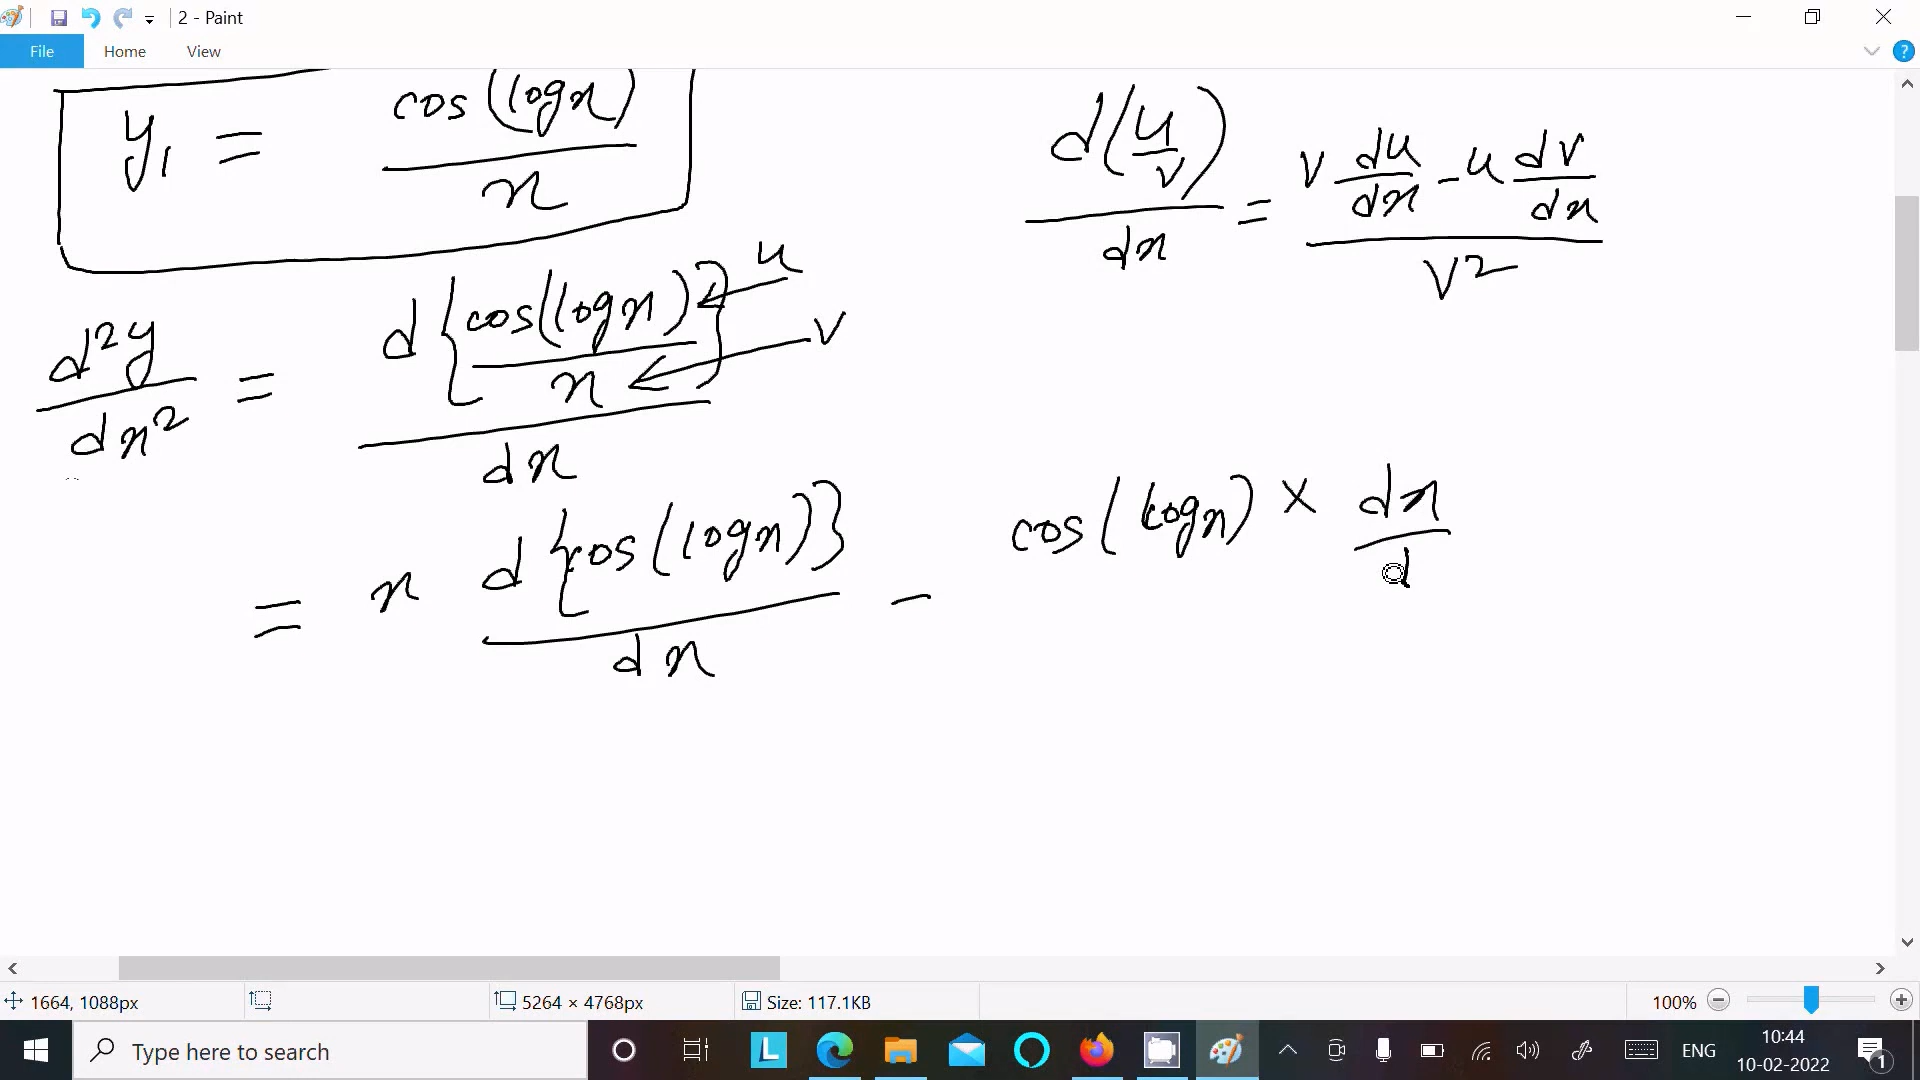 2 - Paint
File Home View
y₁ = cos(logx)/x
d(u/v)/dx = (v du/dx - u dv/dx)/v²
d²y/dx² = d{cos(logx)/x}/dx ← u ← v
= x d{cos(logx)}/dx - cos(logx) × dx/d
1664, 1088px 5264 × 4768px Size: 117.1KB 100%
Type here to search L ENG 10:44
10-02-2022 1